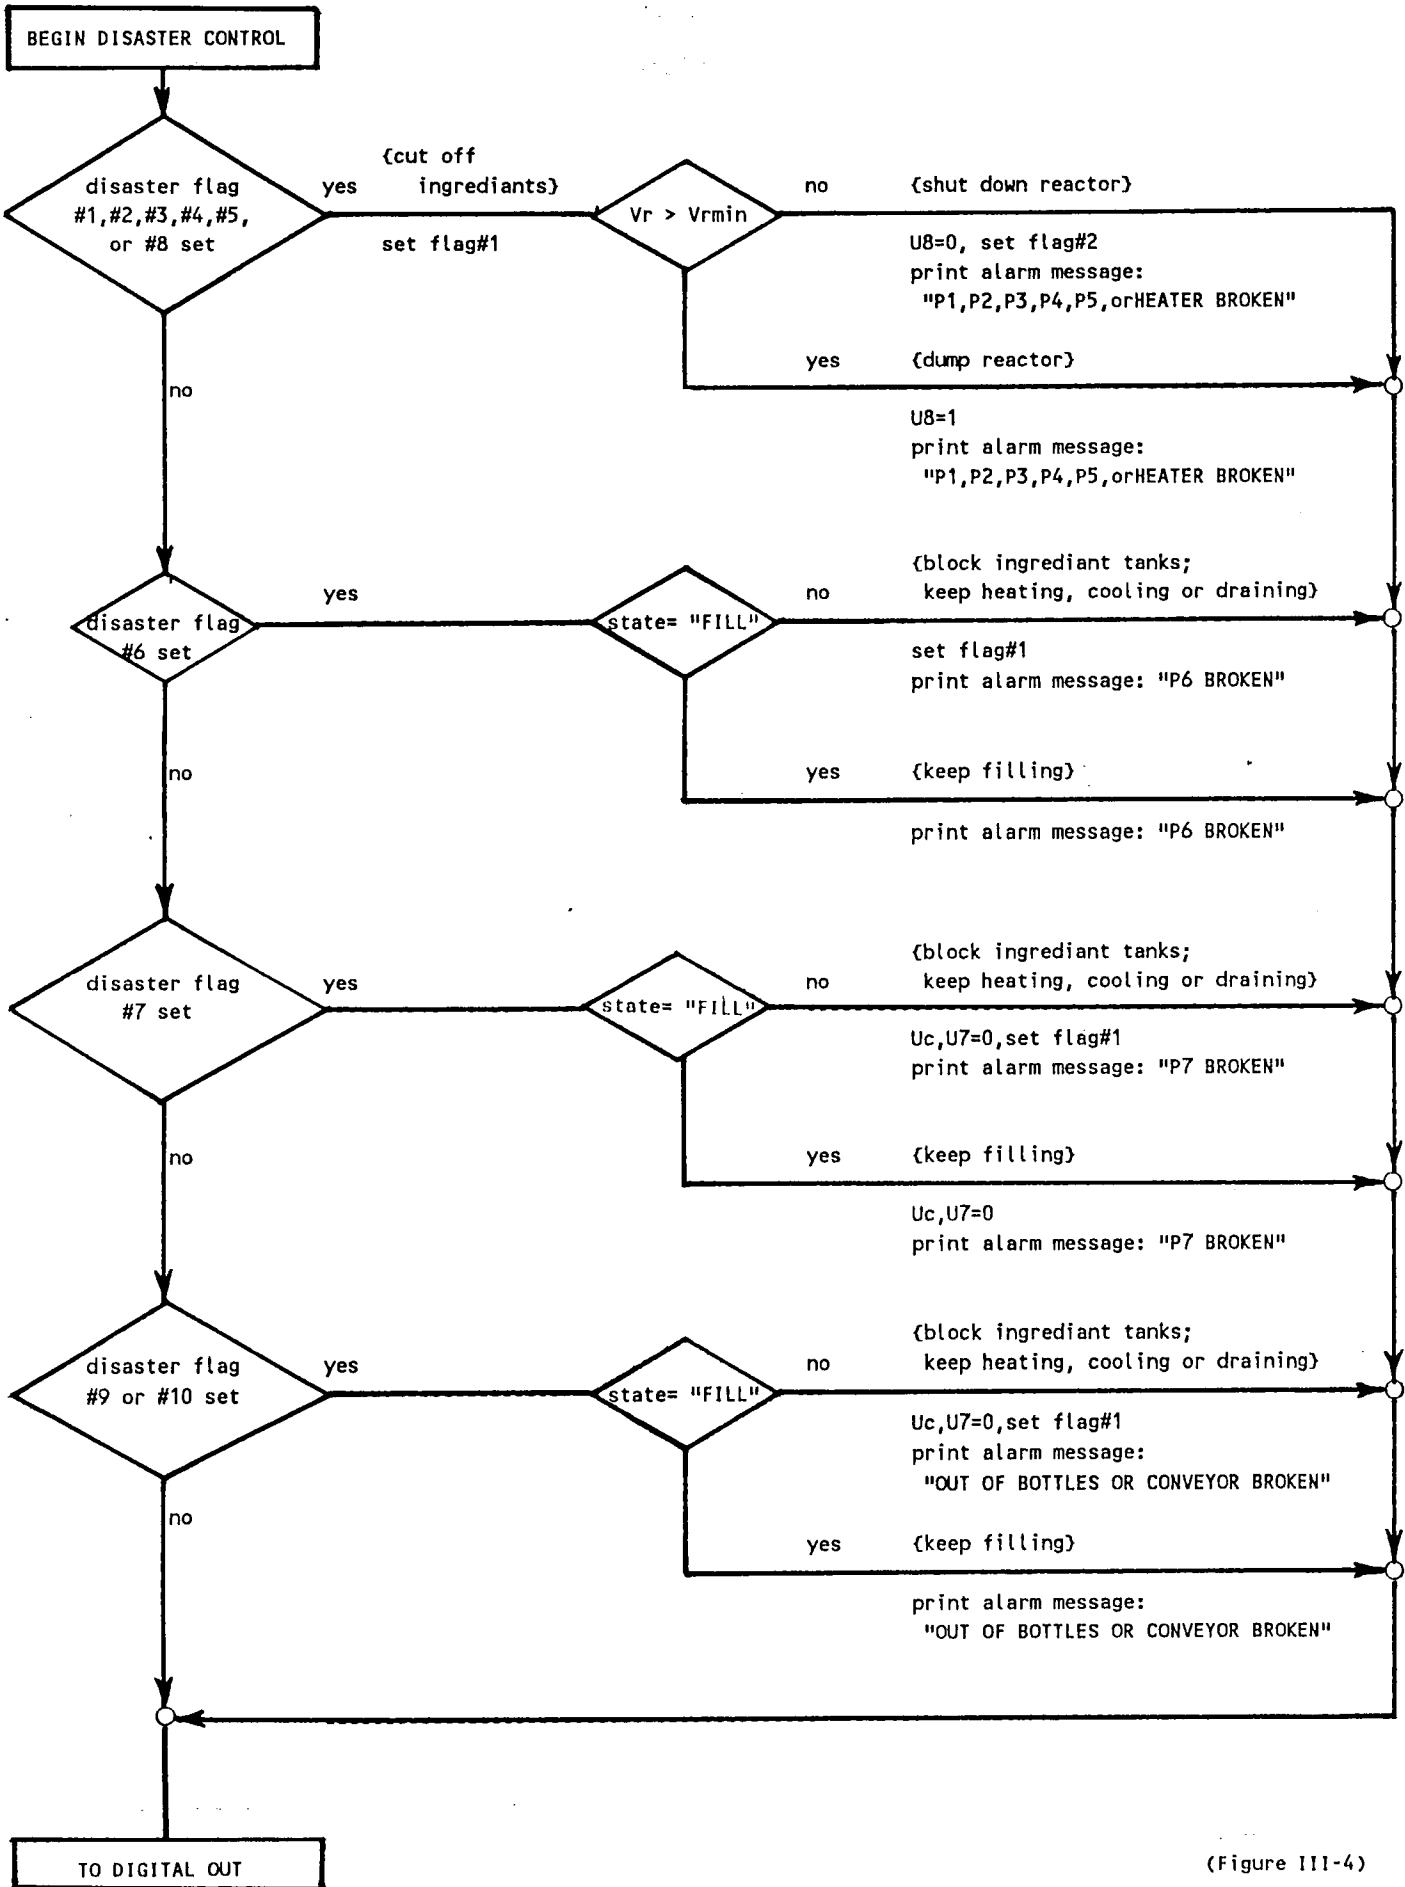 BEGIN DISASTER CONTROL
disaster flag
#1,#2,#3,#4,#5,
or #8 set
yes
{cut off
ingrediants}
set flag#1
Vr > Vrmin
no
{shut down reactor}
U8=0, set flag#2
print alarm message:
"P1,P2,P3,P4,P5,orHEATER BROKEN"
yes
{dump reactor}
U8=1
print alarm message:
"P1,P2,P3,P4,P5,orHEATER BROKEN"
no
disaster flag
#6 set
yes
state= "FILL"
no
{block ingrediant tanks;
keep heating, cooling or draining}
set flag#1
print alarm message: "P6 BROKEN"
yes
{keep filling}
print alarm message: "P6 BROKEN"
no
disaster flag
#7 set
yes
state= "FILL"
no
{block ingrediant tanks;
keep heating, cooling or draining}
Uc,U7=0,set flag#1
print alarm message: "P7 BROKEN"
yes
{keep filling}
Uc,U7=0
print alarm message: "P7 BROKEN"
no
disaster flag
#9 or #10 set
yes
state= "FILL"
no
{block ingrediant tanks;
keep heating, cooling or draining}
Uc,U7=0,set flag#1
print alarm message:
"OUT OF BOTTLES OR CONVEYOR BROKEN"
yes
{keep filling}
print alarm message:
"OUT OF BOTTLES OR CONVEYOR BROKEN"
no
TO DIGITAL OUT
(Figure III-4)